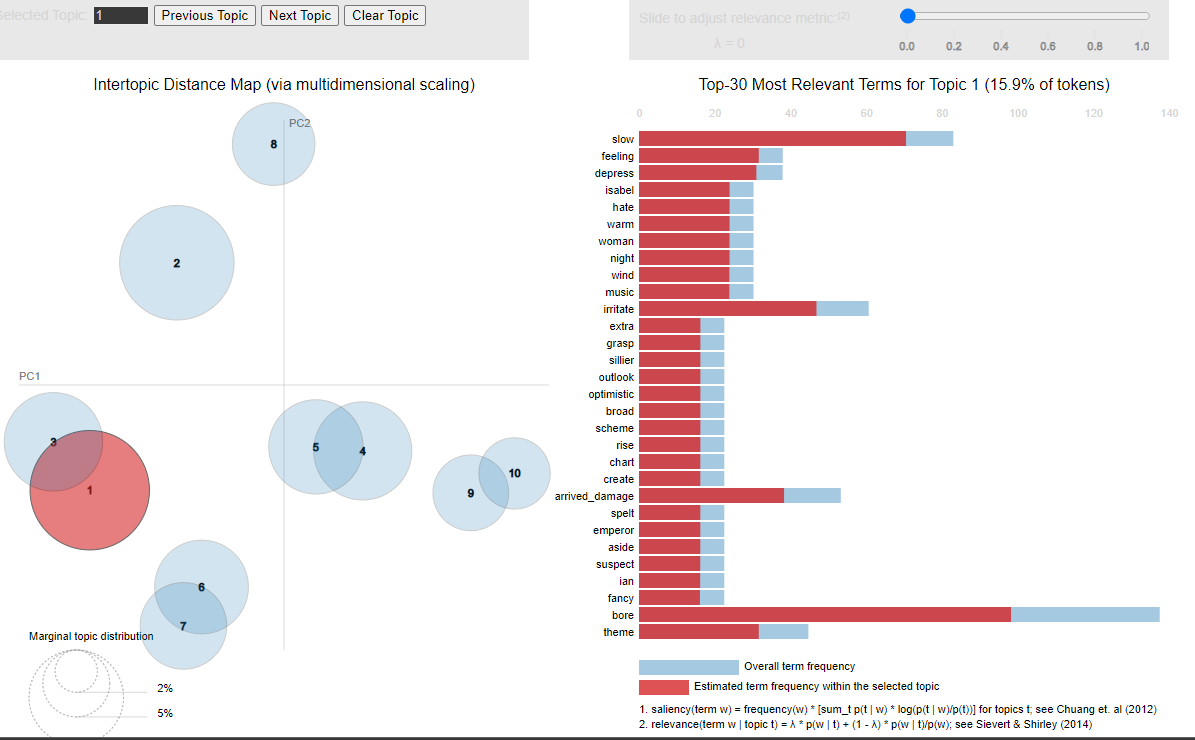 Selected Topic: 1 Previous Topic Next Topic Clear Topic
Slide to adjust relevance metric:(2)
λ = 0
0.0 0.2 0.4 0.6 0.8 1.0
Intertopic Distance Map (via multidimensional scaling)
PC2
8
2
PC1
3
1
5
4
10
9
6
7
Marginal topic distribution
2%
5%
Top-30 Most Relevant Terms for Topic 1 (15.9% of tokens)
0 20 40 60 80 100 120 140
slow
feeling
depress
isabel
hate
warm
woman
night
wind
music
irritate
extra
grasp
sillier
outlook
optimistic
broad
scheme
rise
chart
create
arrived_damage
spelt
emperor
aside
suspect
ian
fancy
bore
theme
Overall term frequency
Estimated term frequency within the selected topic
1. saliency(term w) = frequency(w) * [sum_t p(t | w) * log(p(t | w)/p(t))] for topics t; see Chuang et. al (2012)
2. relevance(term w | topic t) = λ * p(w | t) + (1 - λ) * p(w | t)/p(w); see Sievert & Shirley (2014)